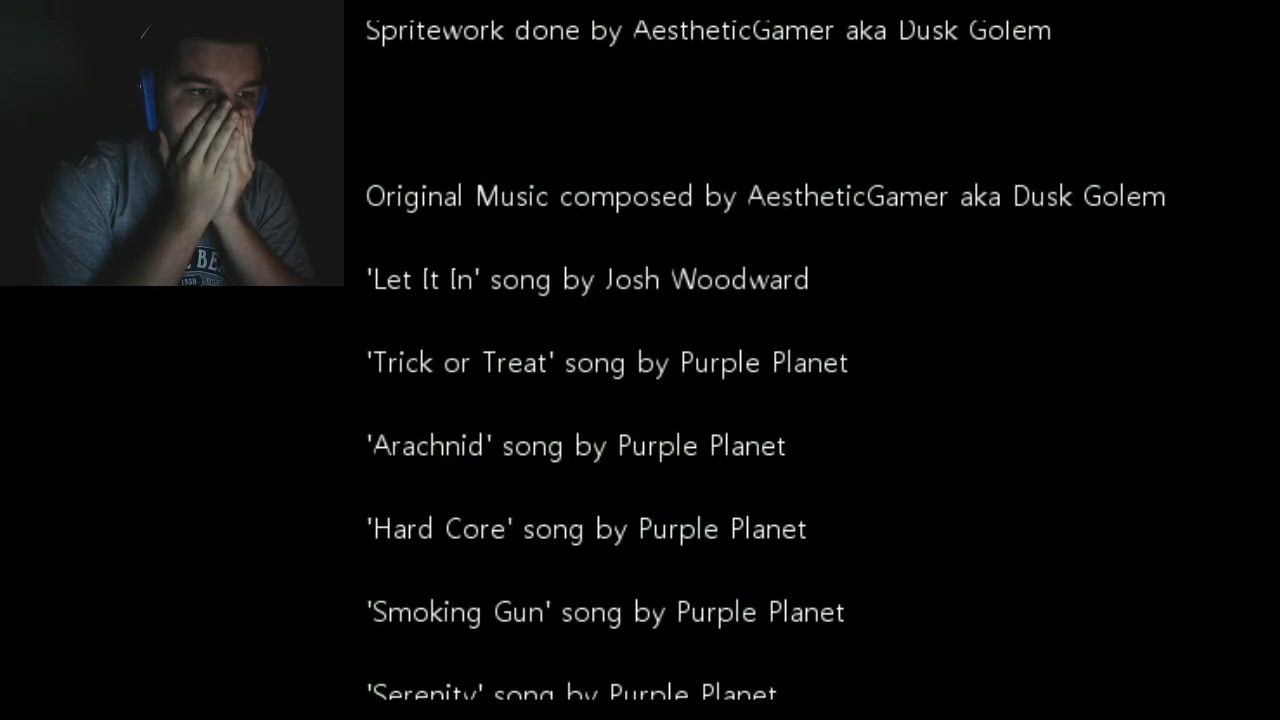 Spritework done by AestheticGamer aka Dusk Golem
Original Music composed by AestheticGamer aka Dusk Golem
'Let It In' song by Josh Woodward
'Trick or Treat' song by Purple Planet
'Arachnid' song by Purple Planet
'Hard Core' song by Purple Planet
'Smoking Gun' song by Purple Planet
'Serenity' song by Purple Planet